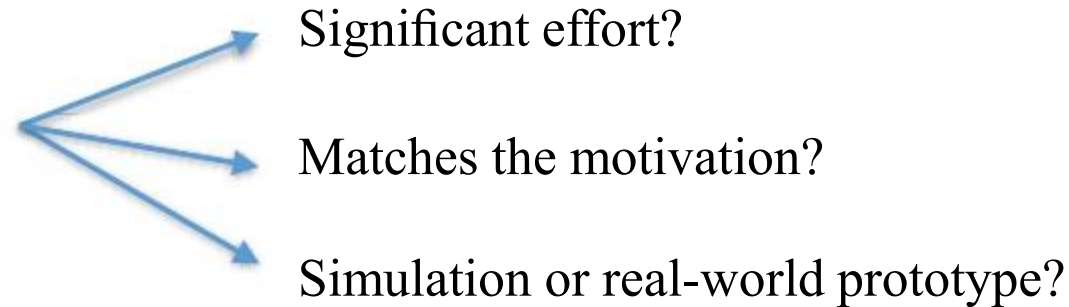 Significant effort?
Matches the motivation?
Simulation or real-world prototype?